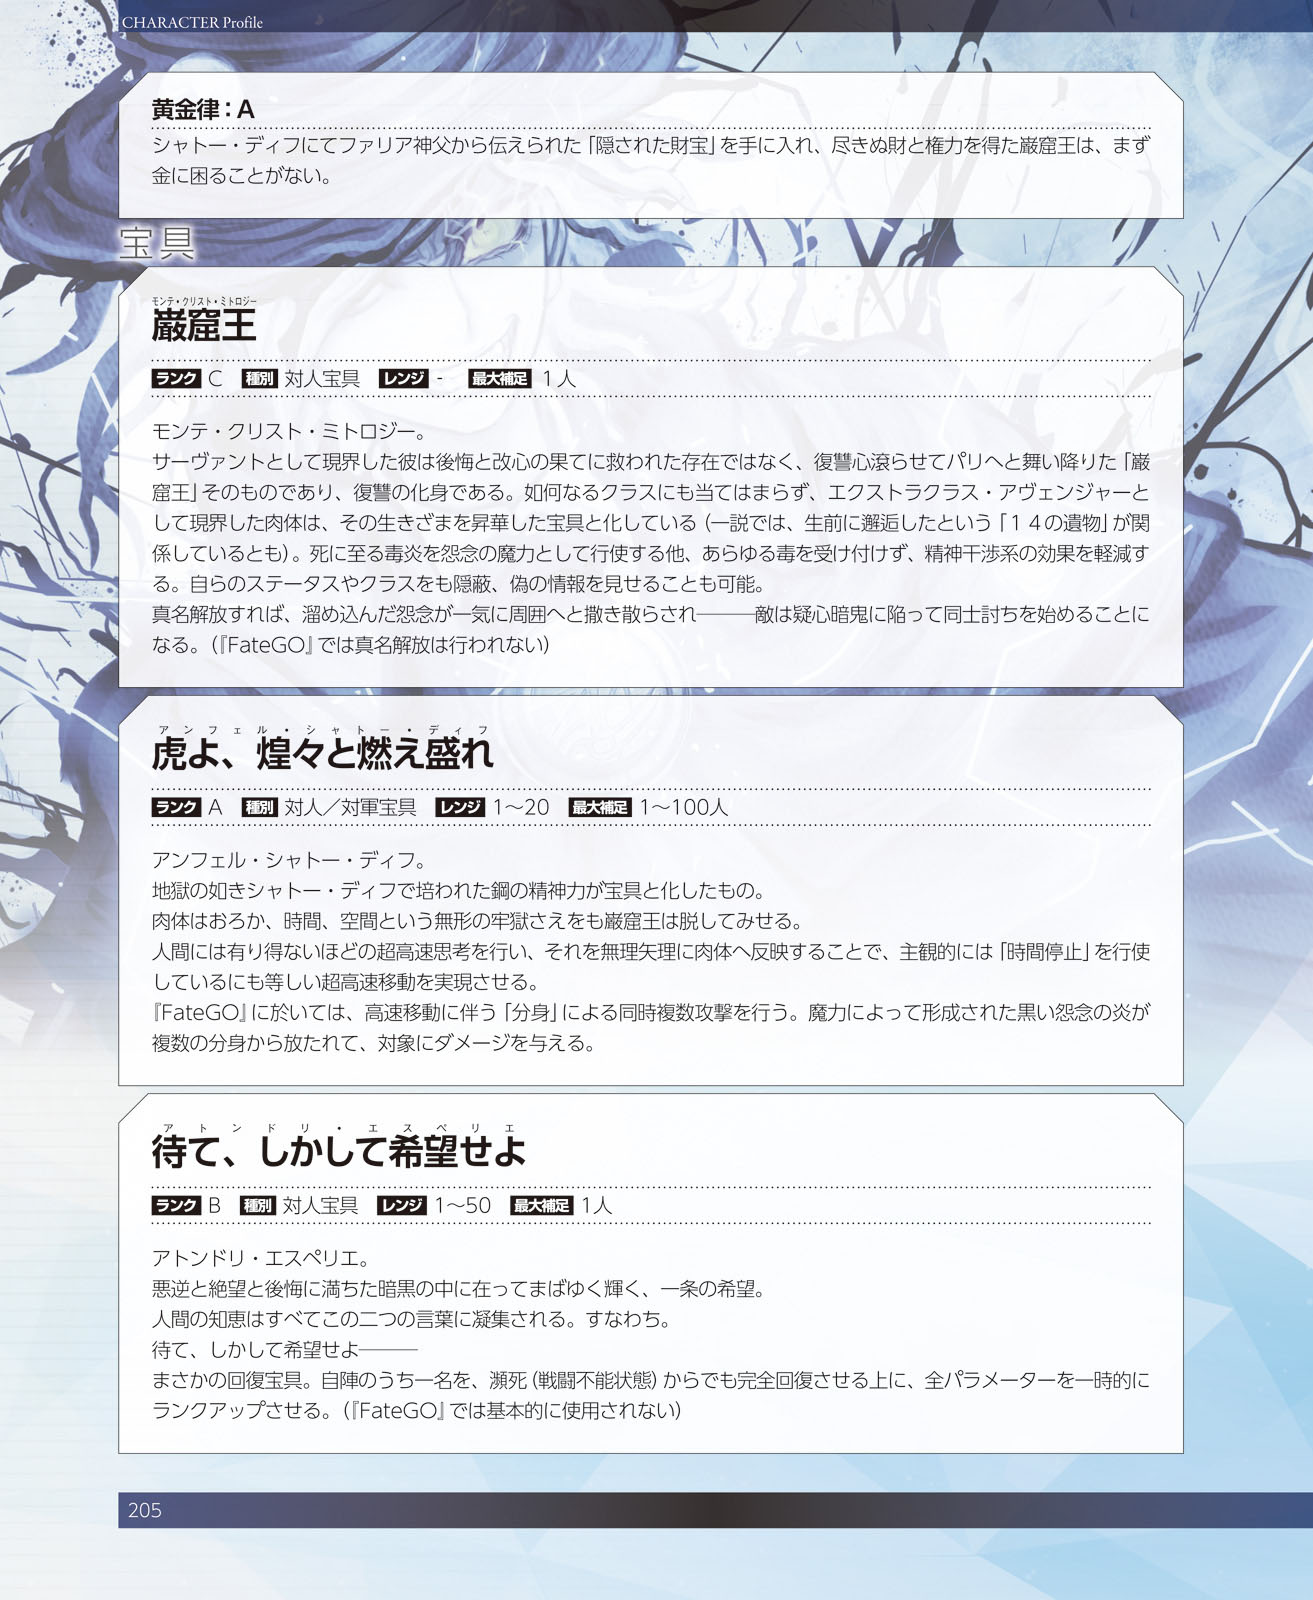 CHARACTER Profile
黄金律：A
シャトー・ディフにてファリア神父から伝えられた「隠された財宝」を手に入れ、尽きぬ財と権力を得た巌窟王は、まず
金に困ることがない。
宝具
モンテ・クリスト・ミトロジー
巌窟王
ランク C 種別 対人宝具 レンジ - 最大補足 1人
モンテ・クリスト・ミトロジー。
サーヴァントとして現界した彼は後悔と改心の果てに救われた存在ではなく、復讐心滾らせてパリへと舞い降りた「巌
窟王」そのものであり、復讐の化身である。如何なるクラスにも当てはまらず、エクストラクラス・アヴェンジャーと
して現界した肉体は、その生きざまを昇華した宝具と化している（一説では、生前に邂逅したという「１４の遺物」が関
係しているとも）。死に至る毒炎を怨念の魔力として行使する他、あらゆる毒を受け付けず、精神干渉系の効果を軽減す
る。自らのステータスやクラスをも隠蔽、偽の情報を見せることも可能。
真名解放すれば、溜め込んだ怨念が一気に周囲へと撒き散らされ―――敵は疑心暗鬼に陥って同士討ちを始めることに
なる。（『FateGO』では真名解放は行われない）
アンフェル・シャトー・ディフ
虎よ、煌々と燃え盛れ
ランク A 種別 対人／対軍宝具 レンジ 1～20 最大補足 1～100人
アンフェル・シャトー・ディフ。
地獄の如きシャトー・ディフで培われた鋼の精神力が宝具と化したもの。
肉体はおろか、時間、空間という無形の牢獄さえをも巌窟王は脱してみせる。
人間には有り得ないほどの超高速思考を行い、それを無理矢理に肉体へ反映することで、主観的には「時間停止」を行使
しているにも等しい超高速移動を実現させる。
『FateGO』に於いては、高速移動に伴う「分身」による同時複数攻撃を行う。魔力によって形成された黒い怨念の炎が
複数の分身から放たれて、対象にダメージを与える。
アトンドリ・エスペリエ
待て、しかして希望せよ
ランク B 種別 対人宝具 レンジ 1～50 最大補足 1人
アトンドリ・エスペリエ。
悪逆と絶望と後悔に満ちた暗黒の中に在ってまばゆく輝く、一条の希望。
人間の知恵はすべてこの二つの言葉に凝集される。すなわち。
待て、しかして希望せよ―――
まさかの回復宝具。自陣のうち一名を、瀕死（戦闘不能状態）からでも完全回復させる上に、全パラメーターを一時的に
ランクアップさせる。（『FateGO』では基本的に使用されない）
205